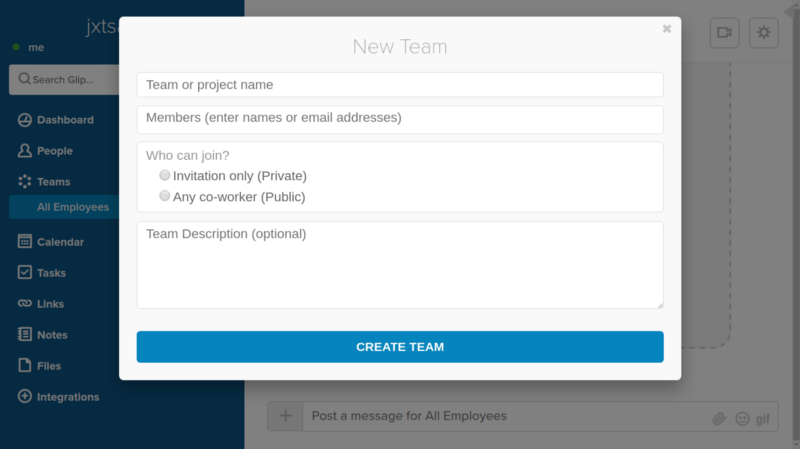 me
Search Glip...
Dashboard
People
Teams
All Employees
Calendar
Tasks
Links
Notes
Files
Integrations
New Team
Team or project name
Members (enter names or email addresses)
Who can join?
Invitation only (Private)
Any co-worker (Public)
Team Description (optional)
CREATE TEAM
Post a message for All Employees
gif